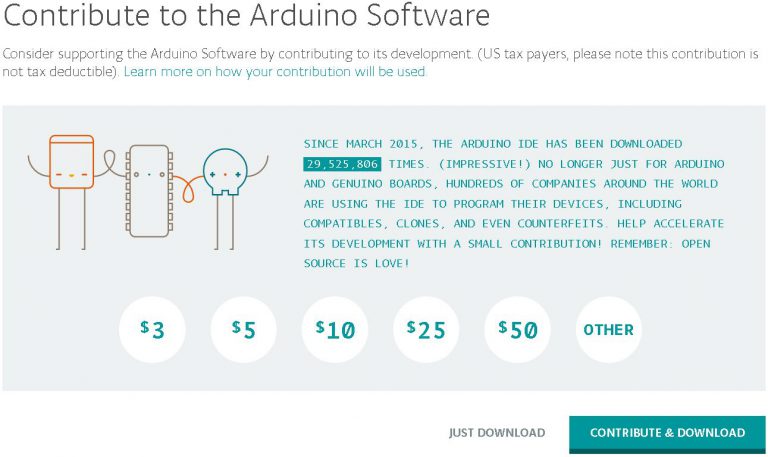 Contribute to the Arduino Software
Consider supporting the Arduino Software by contributing to its development. (US tax payers, please note this contribution is
not tax deductible). Learn more on how your contribution will be used.
SINCE MARCH 2015, THE ARDUINO IDE HAS BEEN DOWNLOADED
29,525,806 TIMES. (IMPRESSIVE!) NO LONGER JUST FOR ARDUINO
AND GENUINO BOARDS, HUNDREDS OF COMPANIES AROUND THE WORLD
ARE USING THE IDE TO PROGRAM THEIR DEVICES, INCLUDING
COMPATIBLES, CLONES, AND EVEN COUNTERFEITS. HELP ACCELERATE
ITS DEVELOPMENT WITH A SMALL CONTRIBUTION! REMEMBER: OPEN
SOURCE IS LOVE!
$3 $5 $10 $25 $50 OTHER
JUST DOWNLOAD CONTRIBUTE & DOWNLOAD